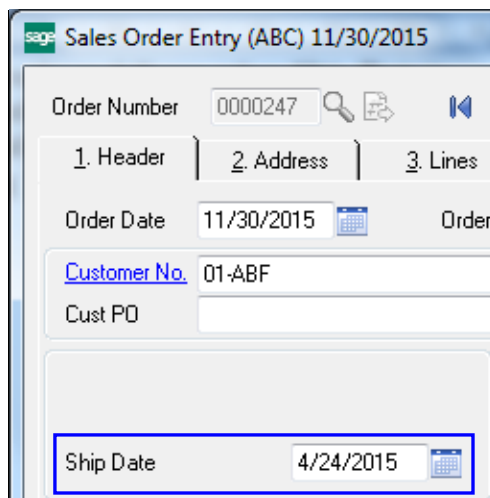 sage Sales Order Entry (ABC) 11/30/2015
Order Number 0000247
1. Header 2. Address 3. Lines
Order Date 11/30/2015 Order
Customer No. 01-ABF
Cust PO
Ship Date 4/24/2015